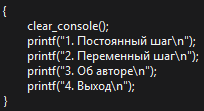 {
clear_console();
printf("1. Постоянный шаг\n");
printf("2. Переменный шаг\n");
printf("3. Об авторе\n");
printf("4. Выход\n");
}